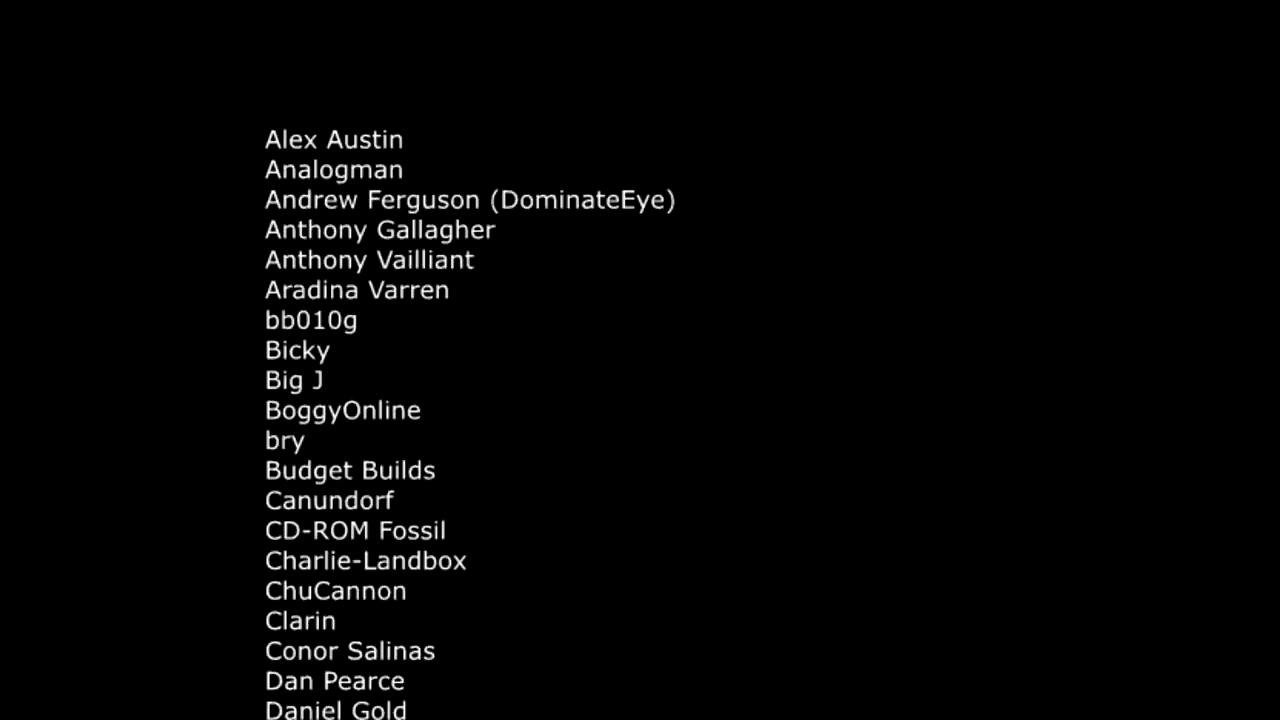 Alex Austin
Analogman
Andrew Ferguson (DominateEye)
Anthony Gallagher
Anthony Vailliant
Aradina Varren
bb010g
Bicky
Big J
BoggyOnline
bry
Budget Builds
Canundorf
CD-ROM Fossil
Charlie-Landbox
ChuCannon
Clarin
Conor Salinas
Dan Pearce
Daniel Gold